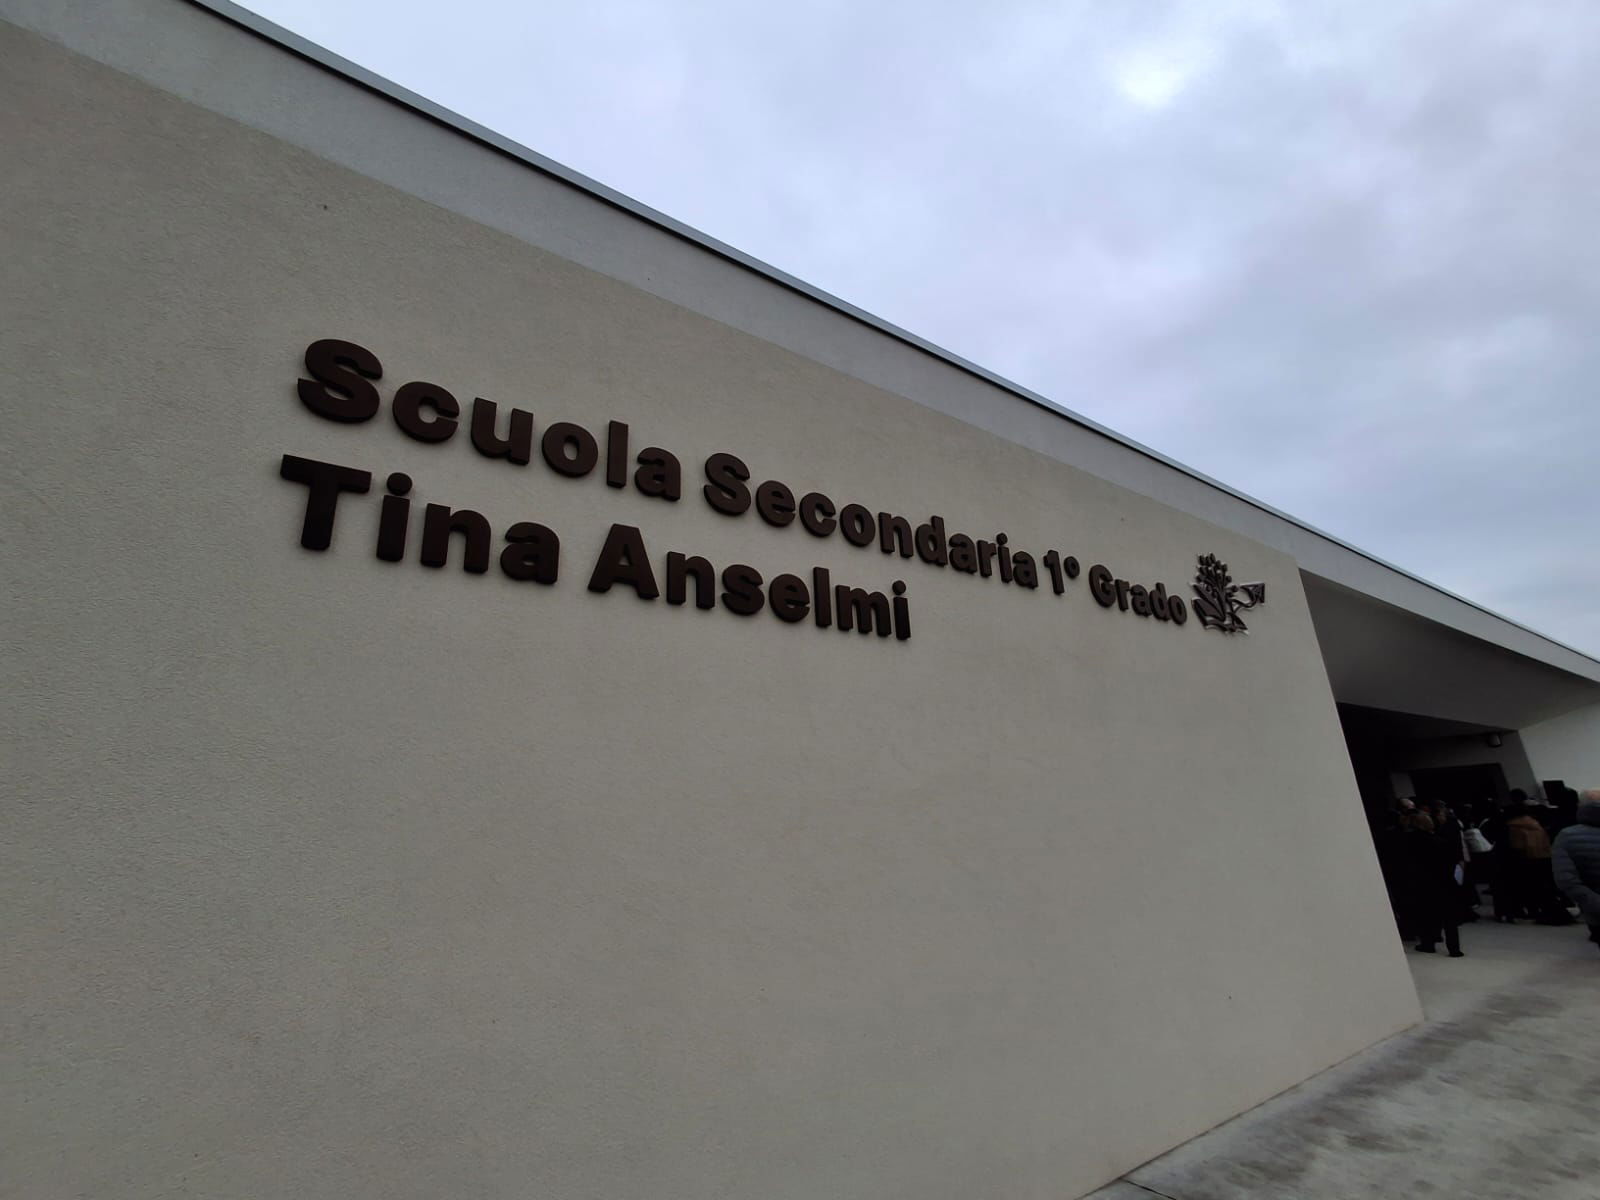 Scuola Secondaria 1° Grado
Tina Anselmi